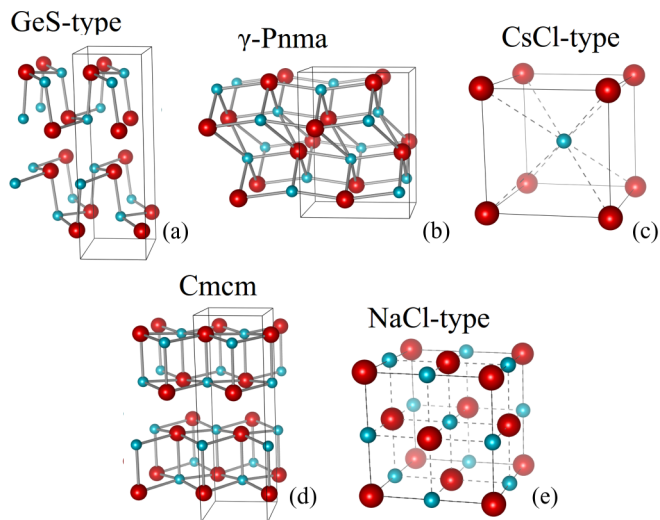 GeS-type
γ-Pnma
CsCl-type
(a)
(b)
(c)
Cmcm
NaCl-type
(d)
(e)